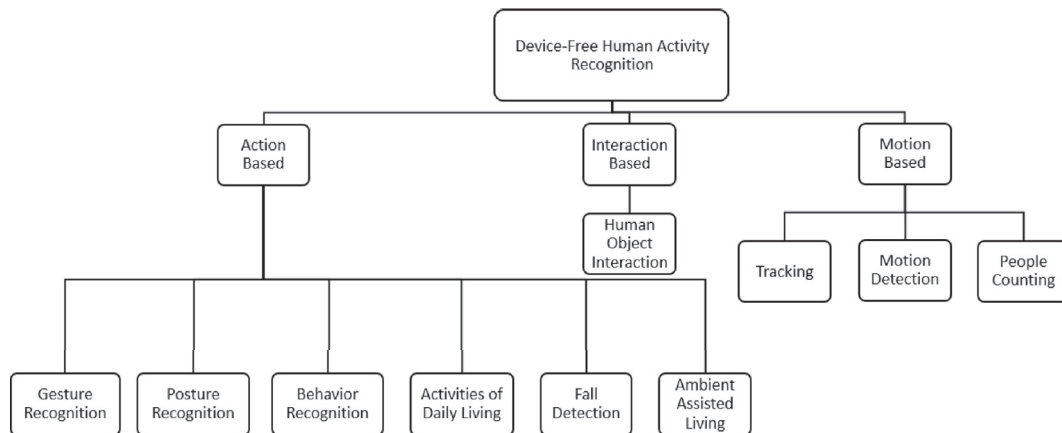 Device-Free Human Activity
Recognition
Action
Based
Interaction
Based
Motion
Based
Human
Object
Interaction
Tracking
Motion
Detection
People
Counting
Gesture
Recognition
Posture
Recognition
Behavior
Recognition
Activities of
Daily Living
Fall
Detection
Ambient
Assisted
Living